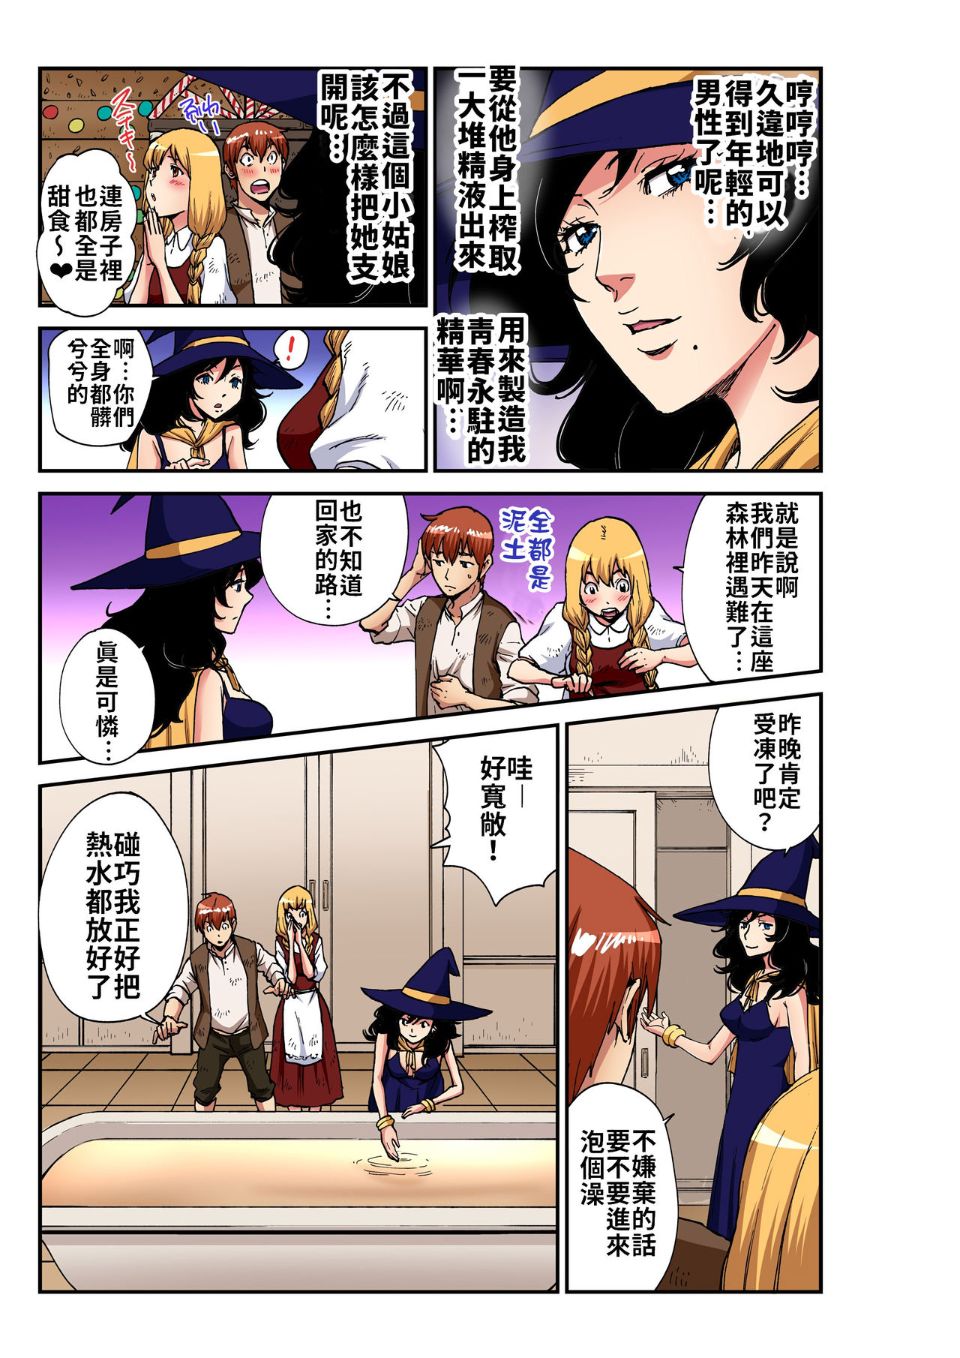 哼哼哼…
久違地可以
得到年輕的
男性了呢…
要從他身上榨取
一大堆精液出來
用來製造我
青春永駐的
精華啊…
不過這個小姑娘
該怎麼樣把她支
開呢…
ステキ〜
連房子裡
也都全是
甜食〜❤
!
啊…你們
全身都髒
兮兮的
就是說啊
我們昨天在這座
森林裡遇難了…
全都是
泥土
也不知道
回家的路…
真是可憐…
昨晚肯定
受凍了吧？
不嫌棄的話
要不要進來
泡個澡
哇—
好寬敞！
碰巧我正好把
熱水都放好了